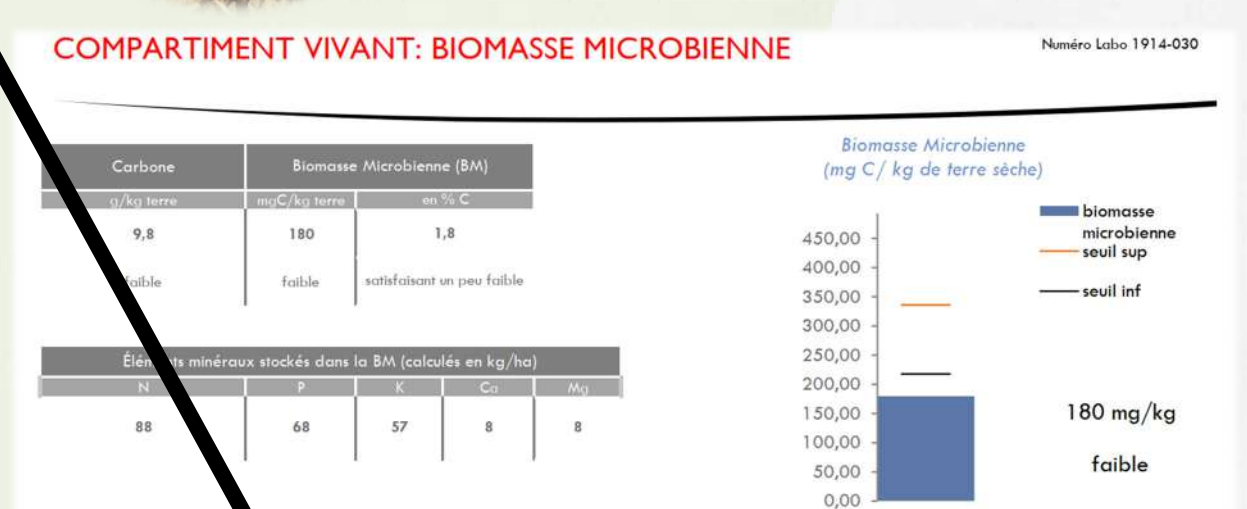 COMPARTIMENT VIVANT: BIOMASSE MICROBIENNE
Numéro Labo 1914-030
Carbone
Biomasse Microbienne (BM)
g/kg terre
mgC/kg terre
en % C
9,8
180
1,8
faible
faible
satisfaisant un peu faible
Éléments minéraux stockés dans la BM (calculés en kg/ha)
N
P
K
Ca
Mg
88
68
57
8
8
Biomasse Microbienne
(mg C/ kg de terre sèche)
450,00
400,00
350,00
300,00
250,00
200,00
150,00
100,00
50,00
0,00
biomasse
microbienne
seuil sup
seuil inf
180 mg/kg
faible